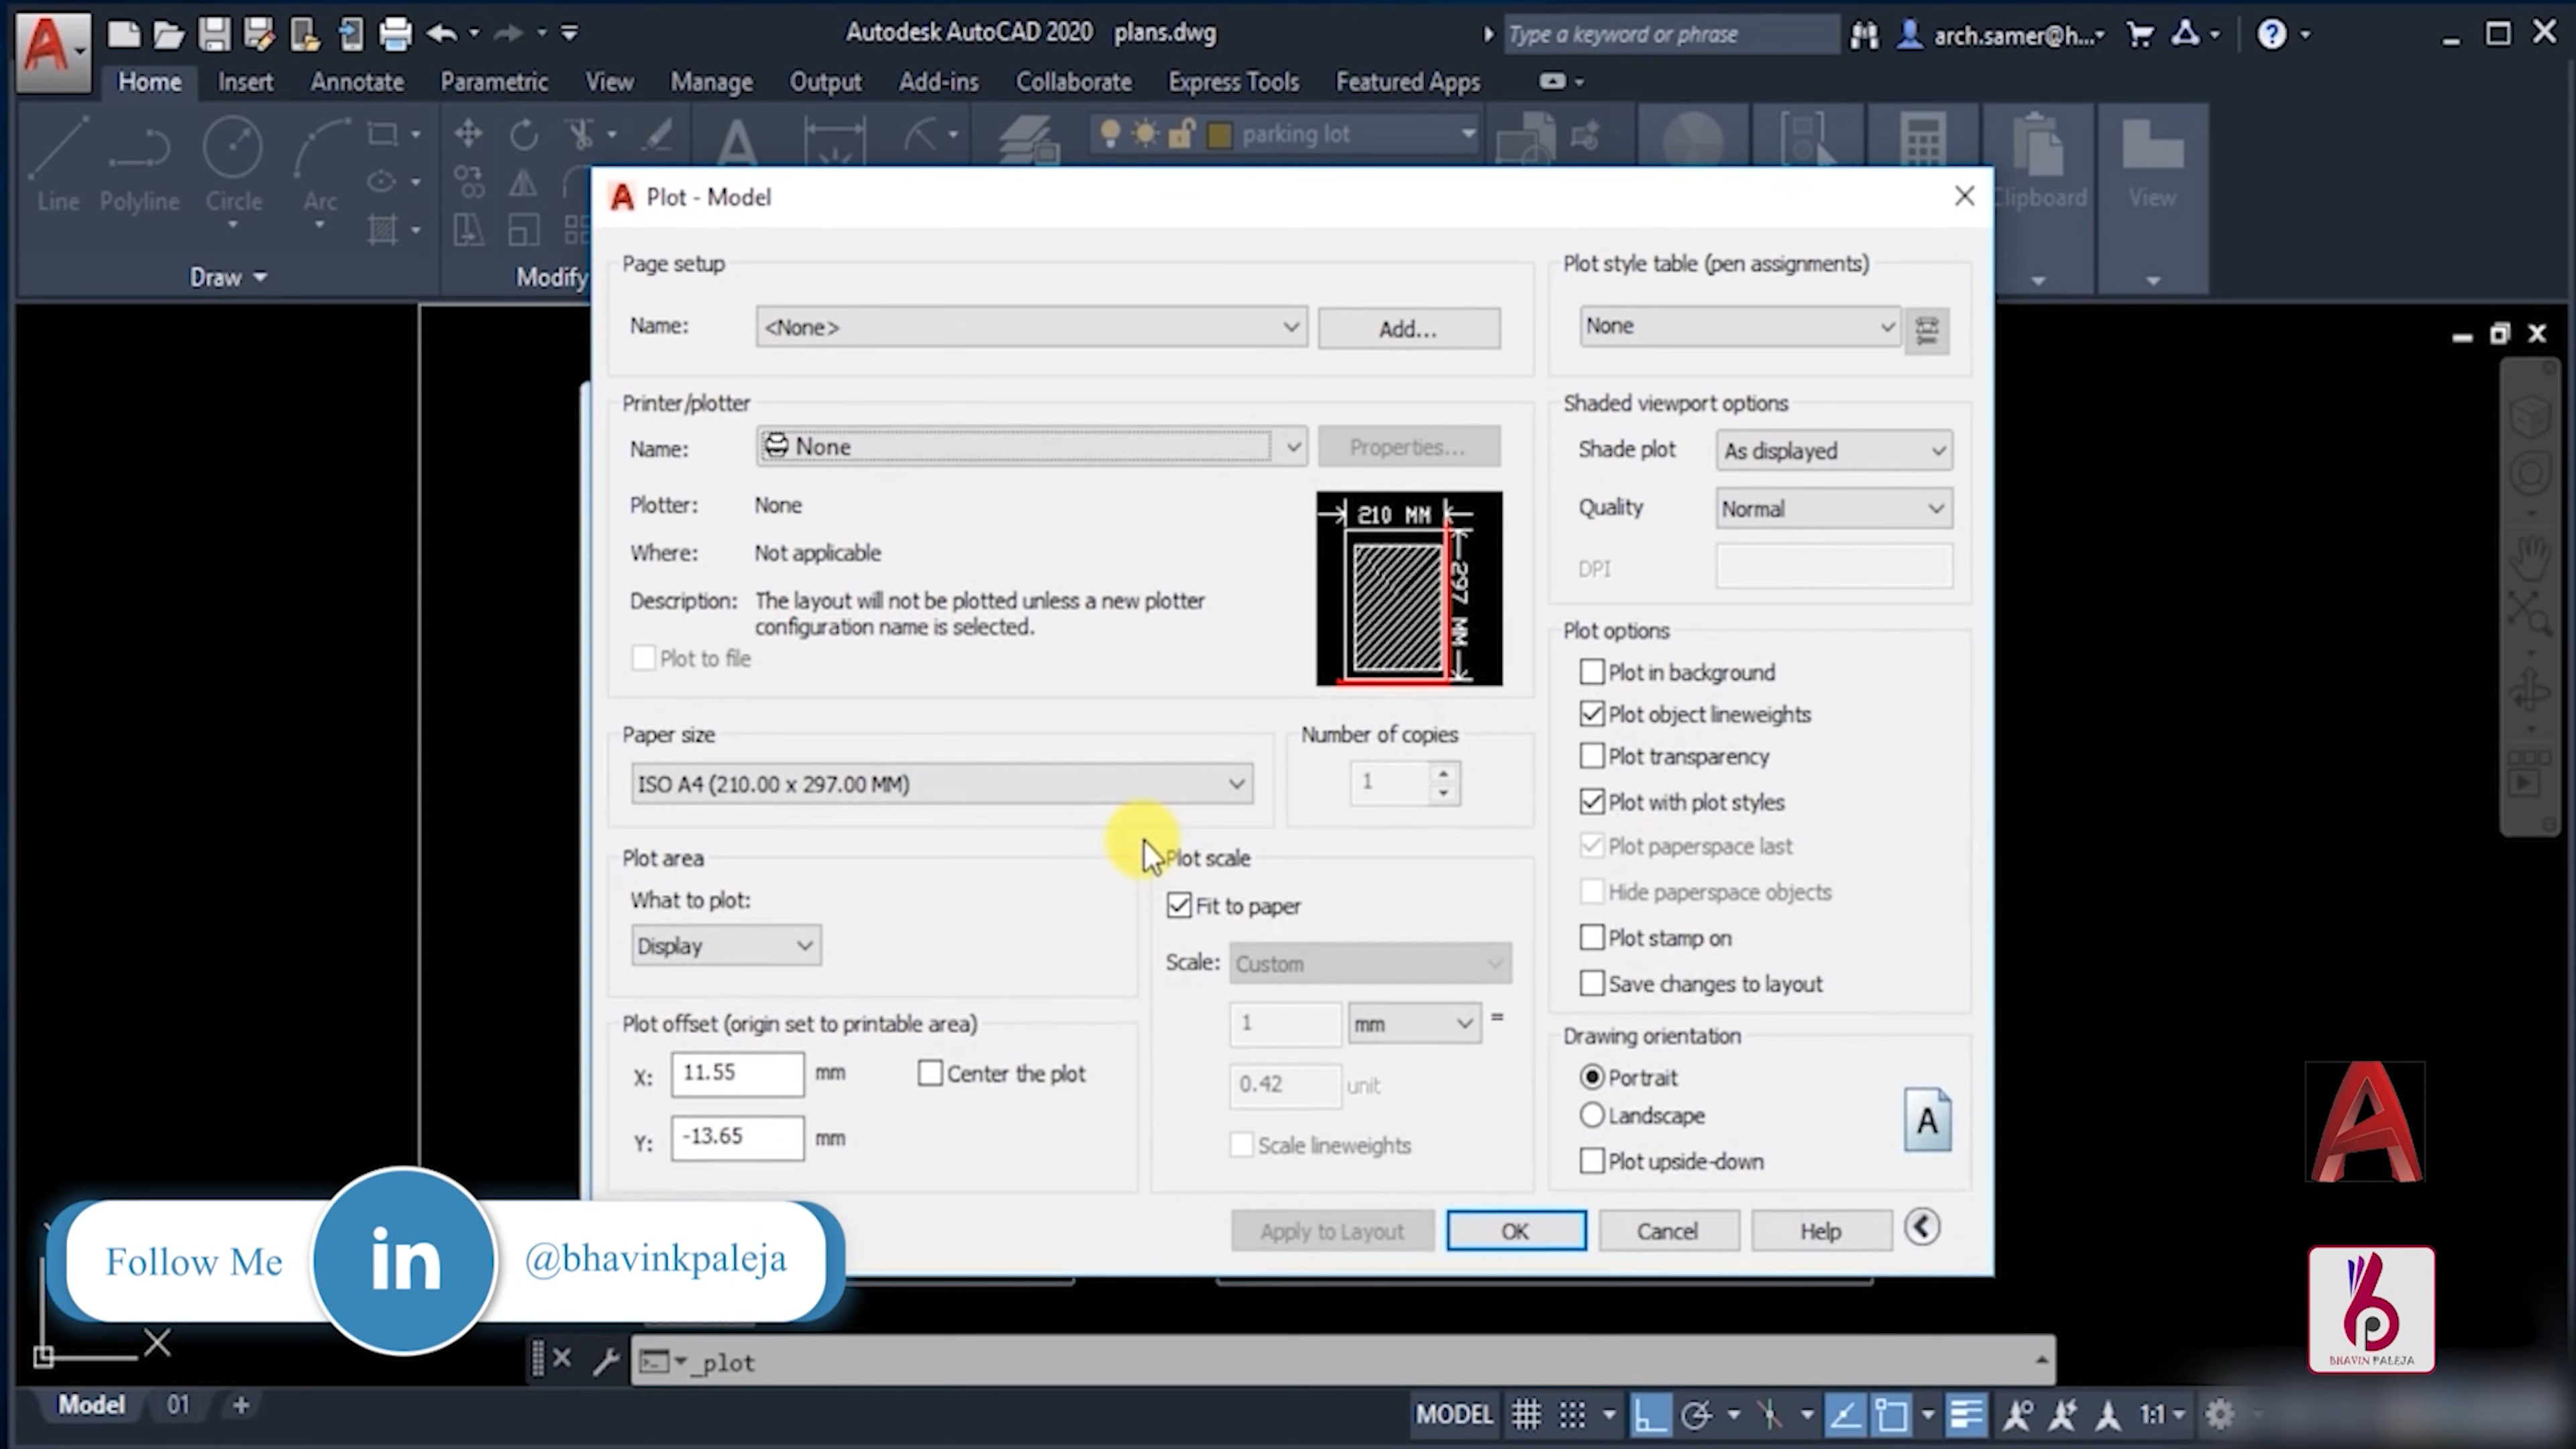 Autodesk AutoCAD 2020 plans.dwg
Type a keyword or phrase
arch.samer@h...
Home Insert Annotate Parametric View Manage Output Add-ins Collaborate Express Tools Featured Apps
parking lot
Line Polyline Circle Arc
Clipboard View
Draw Modify
Plot - Model
Page setup
Name: <None> Add...
Plot style table (pen assignments)
None
Printer/plotter
Name: None Properties...
Plotter: None
Where: Not applicable
Description: The layout will not be plotted unless a new plotter
configuration name is selected.
Plot to file
210 MM
297 MM
Shaded viewport options
Shade plot As displayed
Quality Normal
DPI
Paper size
ISO A4 (210.00 x 297.00 MM)
Number of copies
1
Plot options
Plot in background
Plot object lineweights
Plot transparency
Plot with plot styles
Plot paperspace last
Hide paperspace objects
Plot stamp on
Save changes to layout
Plot area
What to plot:
Display
Plot scale
Fit to paper
Scale: Custom
1 mm =
0.42 unit
Scale lineweights
Plot offset (origin set to printable area)
X: 11.55 mm Center the plot
Y: -13.65 mm
Drawing orientation
Portrait
Landscape
Plot upside-down
A
Apply to Layout OK Cancel Help
Follow Me in @bhavinkpaleja
X
_plot
BHAVIN PALEJA
Model 01 +
MODEL 1:1